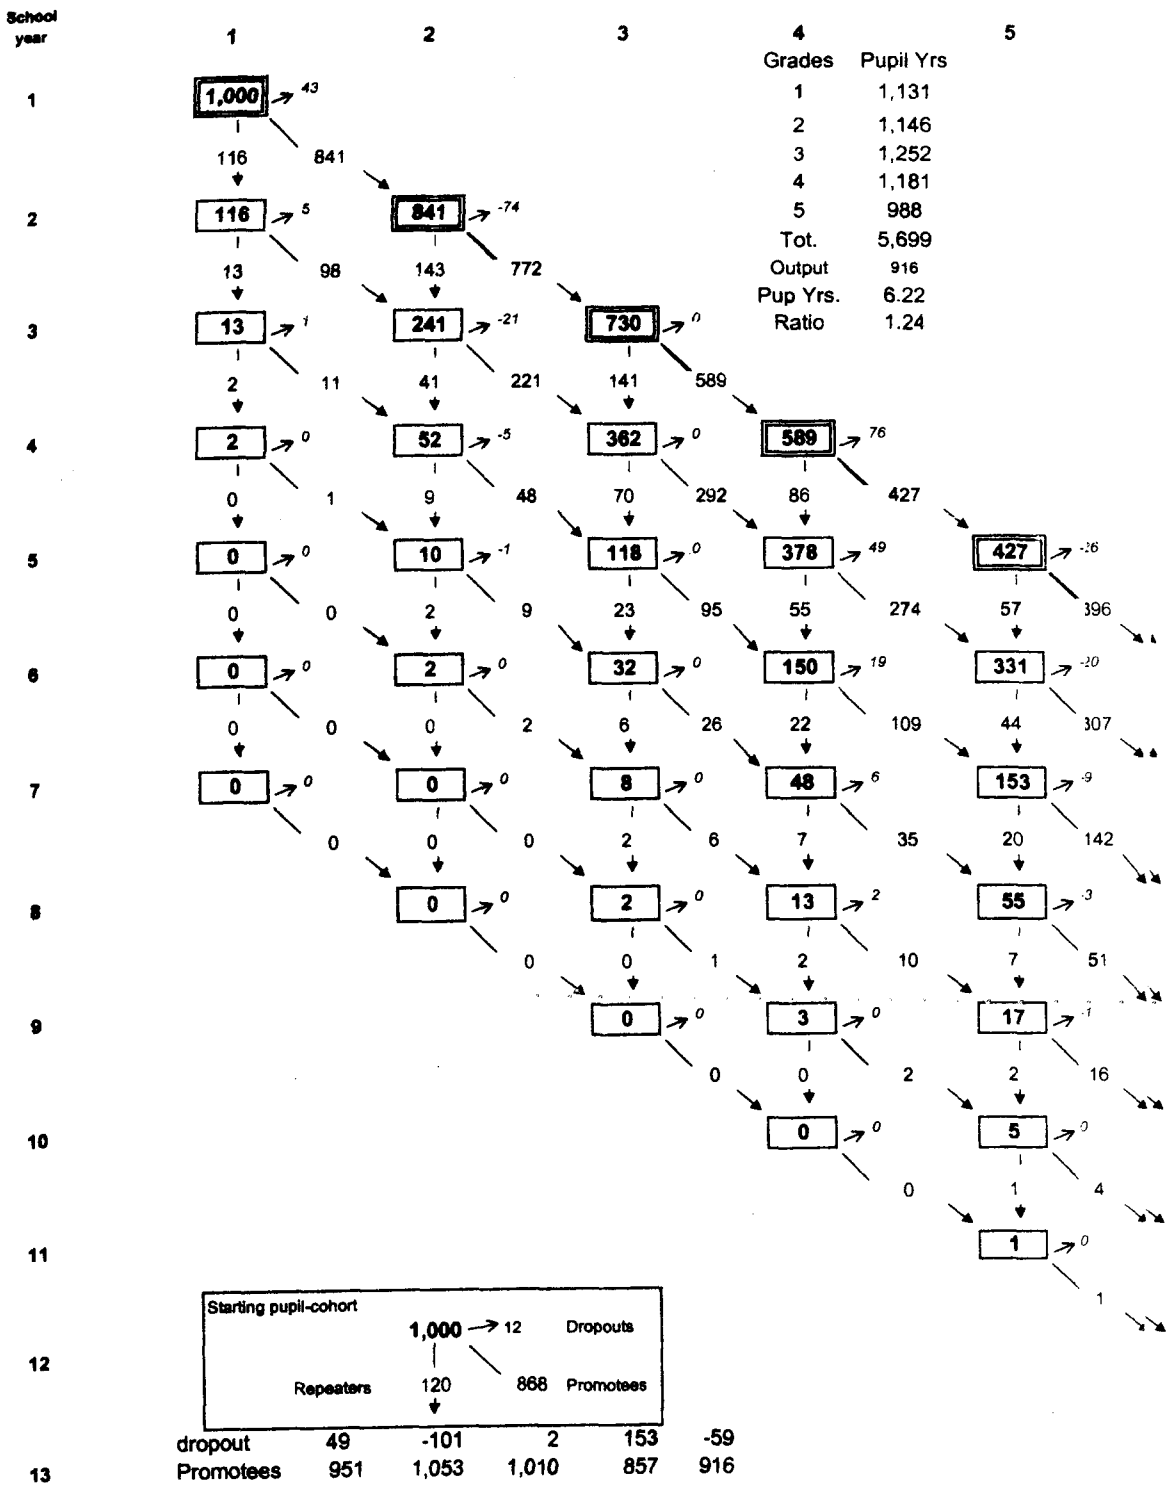 School
year 1 2 3 4 5
Grades Pupil Yrs
1 1,000 43 1 1,131
2 1,146
116 841 3 1,252
4 1,181
2 116 5 841 -74 5 988
Tot. 5,699
13 98 143 772 Output 916
Pup Yrs. 6.22
3 13 1 241 -21 730 0 Ratio 1.24
2 11 41 221 141 589
4 2 0 52 -5 362 0 589 76
0 1 9 48 70 292 86 427
5 0 0 10 -1 118 0 378 49 427 -26
0 0 2 9 23 95 55 274 57 396
6 0 0 2 0 32 0 150 19 331 -20
0 0 0 2 6 26 22 109 44 307
7 0 0 0 0 8 0 48 6 153 -9
0 0 0 2 6 7 35 20 142
8 0 0 2 0 13 2 55 -3
0 0 1 2 10 7 51
9 0 0 3 0 17 -1
0 0 2 2 16
10 0 0 5 0
0 1 4
11 1 0
1
Starting pupil-cohort
1,000 12 Dropouts
12
Repeaters 120 868 Promotees
dropout 49 -101 2 153 -59
13 Promotees 951 1,053 1,010 857 916